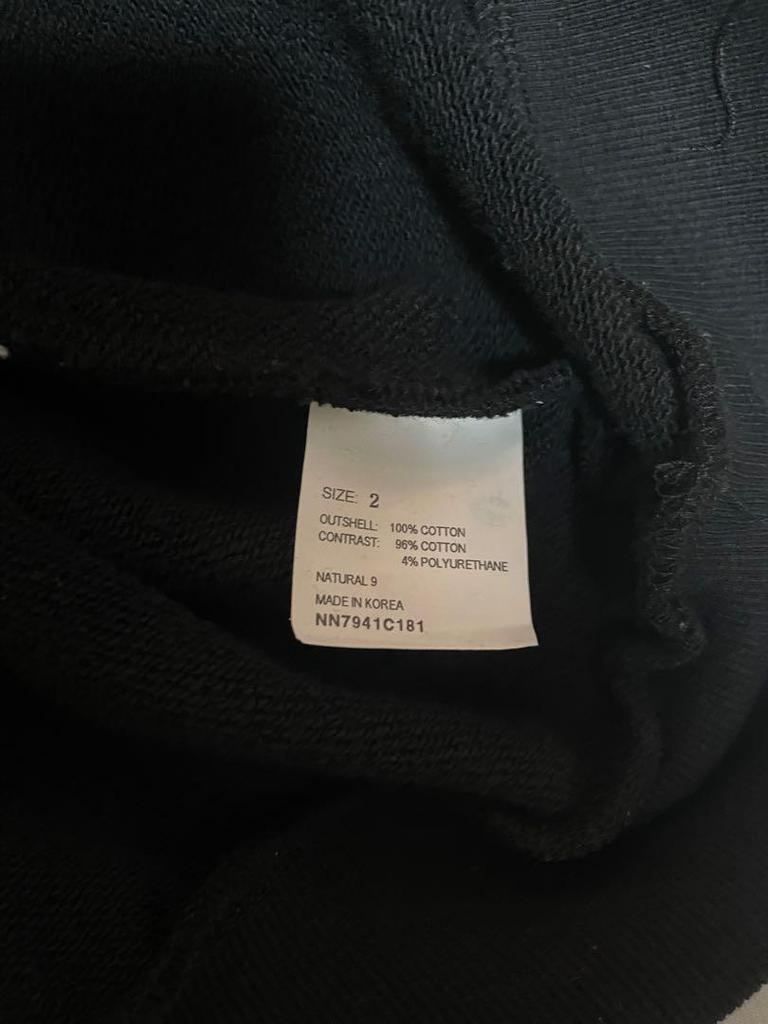 SIZE: 2
OUTSHELL: 100% COTTON
CONTRAST: 96% COTTON
4% POLYURETHANE
NATURAL 9
MADE IN KOREA
NN7941C181